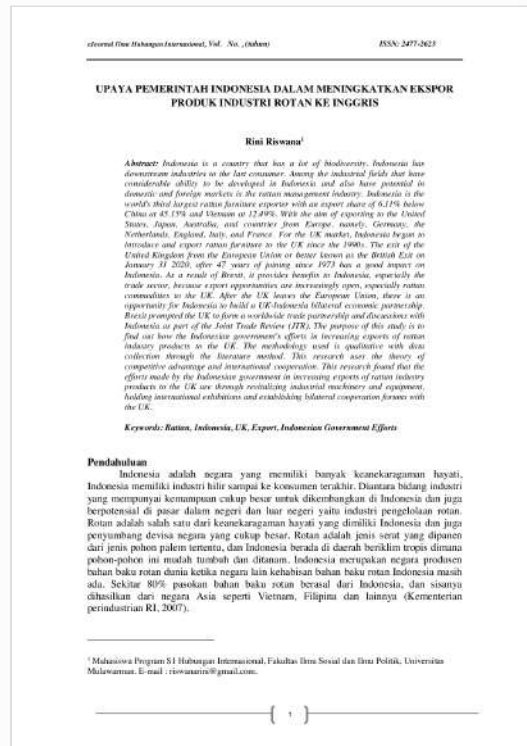 eJournal Ilmu Hubungan Internasional, Vol. No. , (tahun) ISSN: 2477-2623
UPAYA PEMERINTAH INDONESIA DALAM MENINGKATKAN EKSPOR
PRODUK INDUSTRI ROTAN KE INGGRIS
Rini Riswana¹
Abstract: Indonesia is a country that has a lot of biodiversity. Indonesia has
downstream industries to the last consumer. Among the industrial fields that have
considerable ability to be developed in Indonesia and also have potential in
domestic and foreign markets is the rattan management industry. Indonesia is the
world's third largest rattan furniture exporter with an export share of 6.11% below
China at 45.15% and Vietnam at 12.49%. With the aim of exporting to the United
States, Japan, Australia, and countries from Europe, namely, Germany, the
Netherlands, England, Italy, and France. For the UK market, Indonesia began to
introduce and export rattan furniture to the UK since the 1990s. The exit of the
United Kingdom from the European Union or better known as the British Exit on
January 31 2020, after 47 years of joining since 1973 has a good impact on
Indonesia. As a result of Brexit, it provides benefits to Indonesia, especially the
trade sector, because export opportunities are increasingly open, especially rattan
commodities to the UK. After the UK leaves the European Union, there is an
opportunity for Indonesia to build a UK-Indonesia bilateral economic partnership.
Brexit prompted the UK to form a worldwide trade partnership and discussions with
Indonesia as part of the Joint Trade Review (JTR). The purpose of this study is to
find out how the Indonesian government's efforts in increasing exports of rattan
industry products to the UK. The methodology used is qualitative with data
collection through the literature method. This research uses the theory of
competitive advantage and international cooperation. This research found that the
efforts made by the Indonesian government in increasing exports of rattan industry
products to the UK are through revitalizing industrial machinery and equipment,
holding international exhibitions and establishing bilateral cooperation forums with
the UK.
Keywords: Rattan, Indonesia, UK, Export, Indonesian Government Efforts
Pendahuluan
Indonesia adalah negara yang memiliki banyak keanekaragaman hayati,
Indonesia memiliki industri hilir sampai ke konsumen terakhir. Diantara bidang industri
yang mempunyai kemampuan cukup besar untuk dikembangkan di Indonesia dan juga
berpotensial di pasar dalam negeri dan luar negeri yaitu industri pengelolaan rotan.
Rotan adalah salah satu dari keanekaragaman hayati yang dimiliki Indonesia dan juga
penyumbang devisa negara yang cukup besar. Rotan adalah jenis serat yang dipanen
dari jenis pohon palem tertentu, dan Indonesia berada di daerah beriklim tropis dimana
pohon-pohon ini mudah tumbuh dan ditanam. Indonesia merupakan negara produsen
bahan baku rotan dunia ketika negara lain kehabisan bahan baku rotan Indonesia masih
ada. Sekitar 80% pasokan bahan baku rotan berasal dari Indonesia, dan sisanya
dihasilkan dari negara Asia seperti Vietnam, Filipina dan lainnya (Kementerian
perindustrian RI, 2007).
¹ Mahasiswa Program S1 Hubungan Internasional, Fakultas Ilmu Sosial dan Ilmu Politik, Universitas
Mulawarman. E-mail : riswanarini@gmail.com.
1